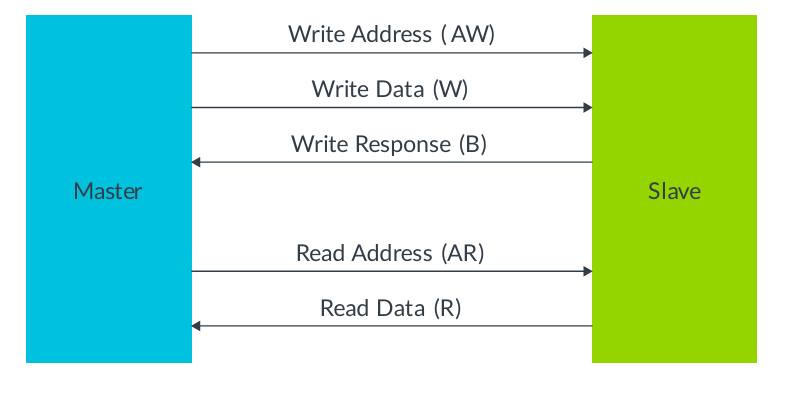 Write Address ( AW)
Write Data (W)
Write Response (B)
Master
Slave
Read Address (AR)
Read Data (R)